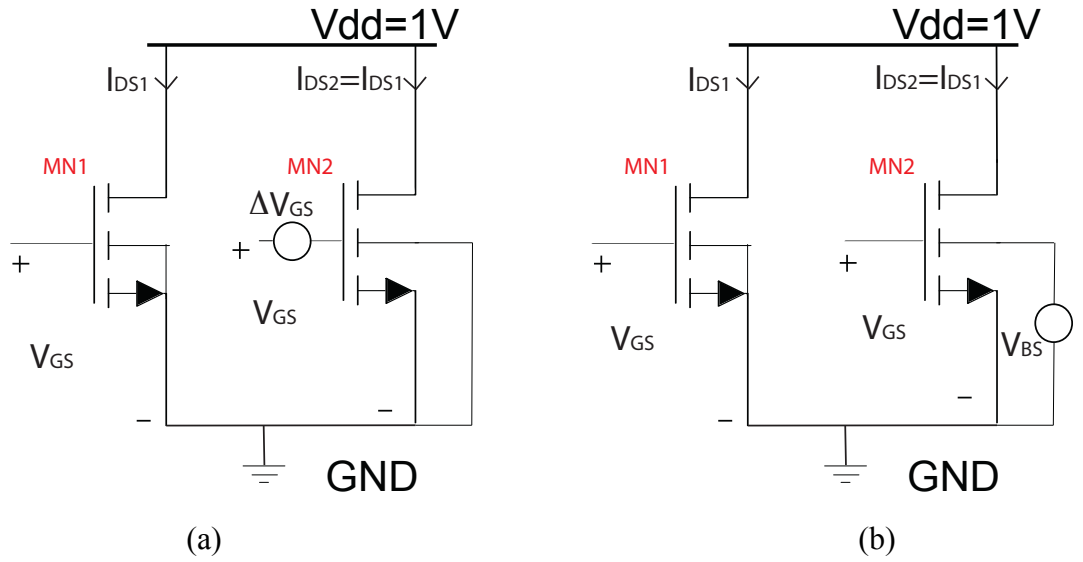 Vdd=1V
IDS1
IDS2=IDS1
MN1
MN2
ΔVGS
+
+
VGS
VGS
-
-
GND
(a)
Vdd=1V
IDS1
IDS2=IDS1
MN1
MN2
+
+
VGS
VGS
VBS
-
-
GND
(b)